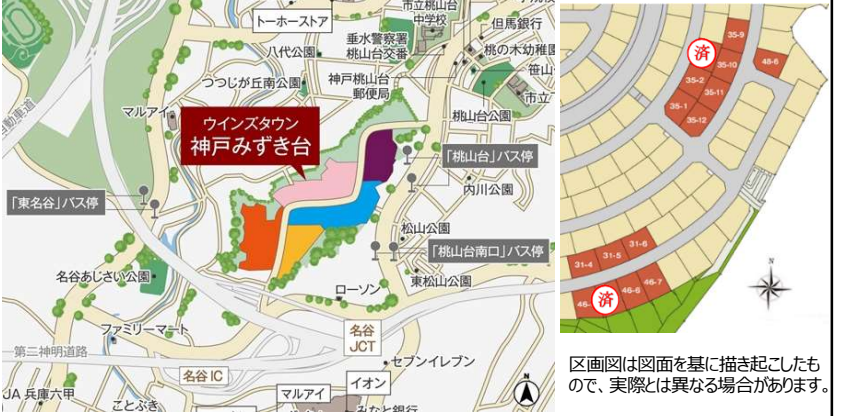 市立桃山台
中学校
トーホーストア
但馬銀行
垂水警察署
桃山台交番
桃の木幼稚園
八代公園
笹山
つつじが丘南公園
神戸桃山台
郵便局
市立
マルアイ
桃山台公園
自動車道
ウインズタウン
神戸みずき台
「桃山台」バス停
内川公園
「東名谷」バス停
松山公園
「桃山台南口」バス停
名谷あじさい公園
東松山公園
ローソン
ファミリーマート
名谷
JCT
第二神明道路
セブンイレブン
名谷IC
イオン
マルアイ
JA 兵庫六甲
ことぶき
みなと銀行
N
35-9
済
35-10
48-6
35-2
35-11
35-1
35-12
31-6
31-5
31-4
46-7
46-6
46-
済
N
区画図は図面を基に描き起こしたも
ので、実際とは異なる場合があります。